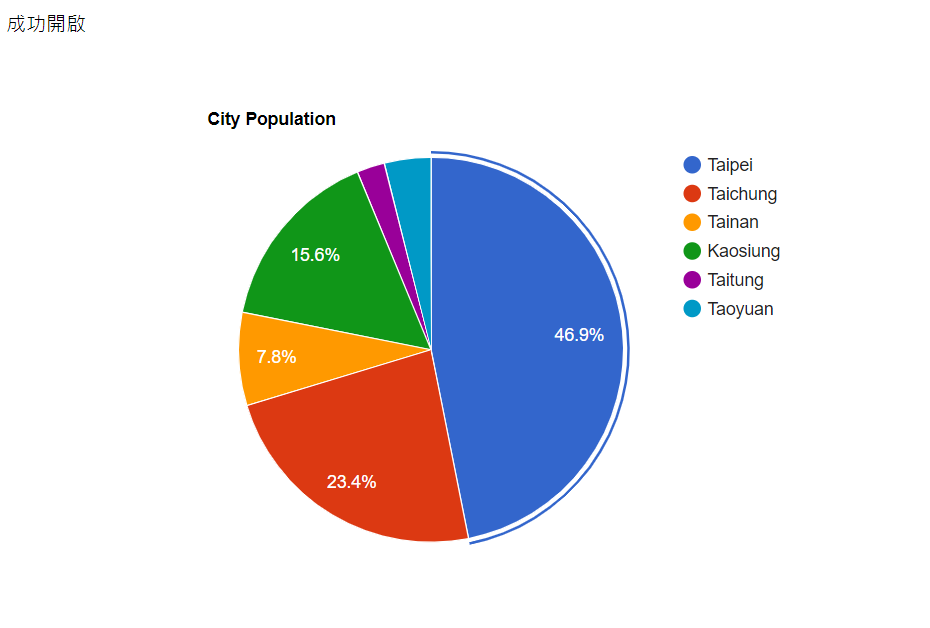 成功開啟
City Population
Taipei
Taichung
Tainan
Kaosiung
Taitung
Taoyuan
15.6%
46.9%
7.8%
23.4%